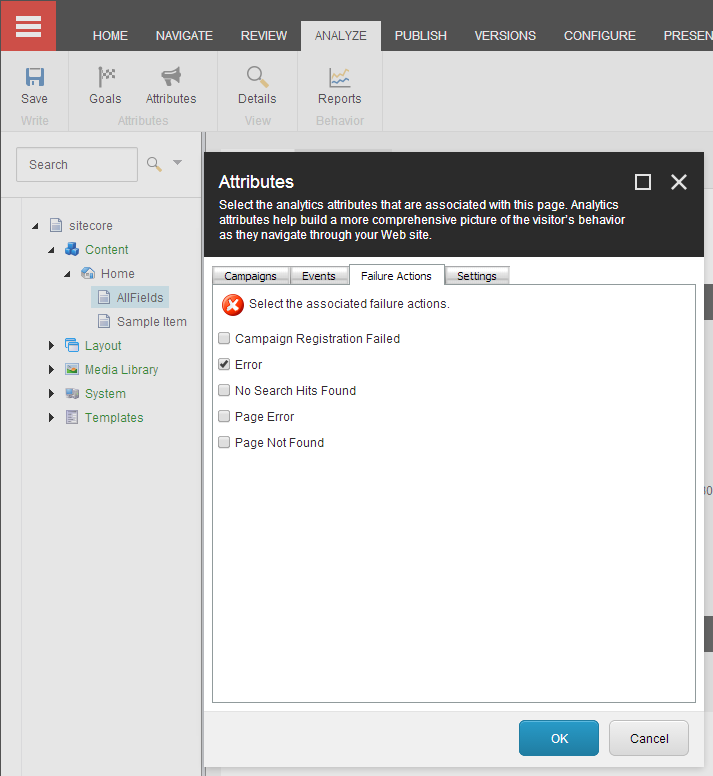 HOME NAVIGATE REVIEW ANALYZE PUBLISH VERSIONS CONFIGURE PRESEN
Save Goals Attributes Details Reports
Write Attributes View Behavior
Search
sitecore
Content
Home
AllFields
Sample Item
Layout
Media Library
System
Templates
Attributes
Select the analytics attributes that are associated with this page. Analytics
attributes help build a more comprehensive picture of the visitor's behavior
as they navigate through your Web site.
Campaigns Events Failure Actions Settings
Select the associated failure actions.
Campaign Registration Failed
Error
No Search Hits Found
Page Error
Page Not Found
OK Cancel